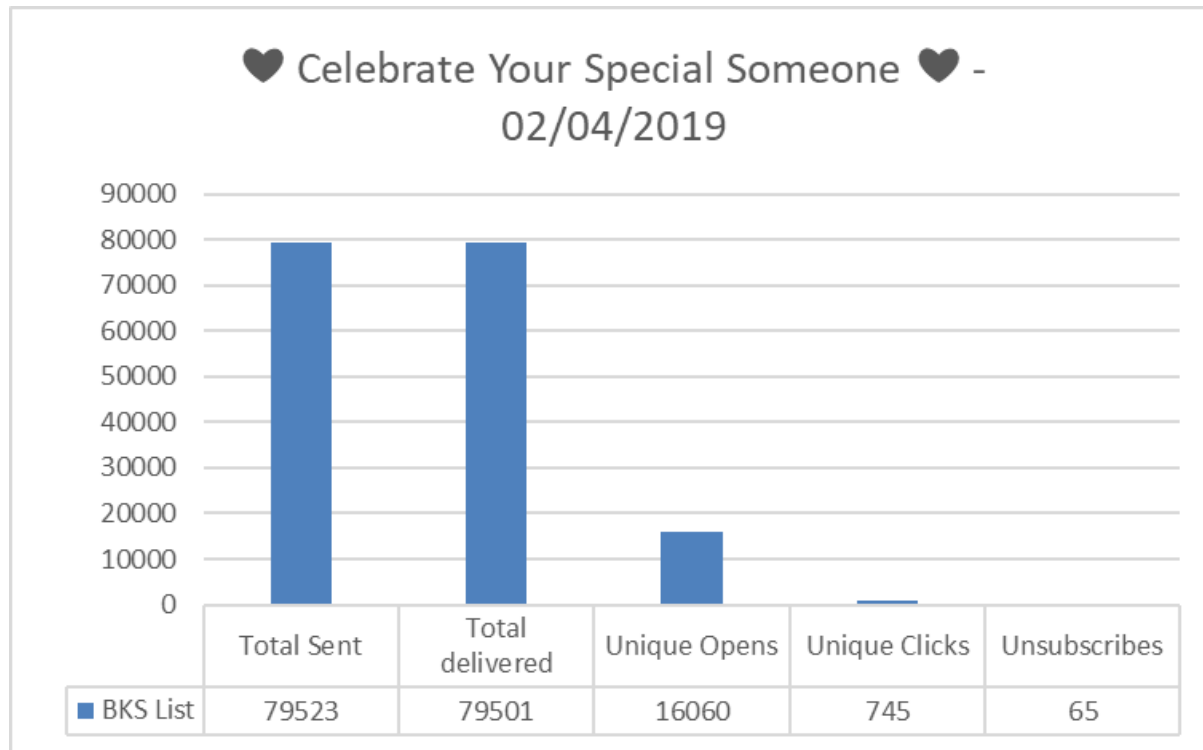 ♥ Celebrate Your Special Someone ♥ -
02/04/2019
90000
80000
70000
60000
50000
40000
30000
20000
10000
0
Total Sent
Total
delivered
Unique Opens
Unique Clicks
Unsubscribes
BKS List 79523 79501 16060 745 65